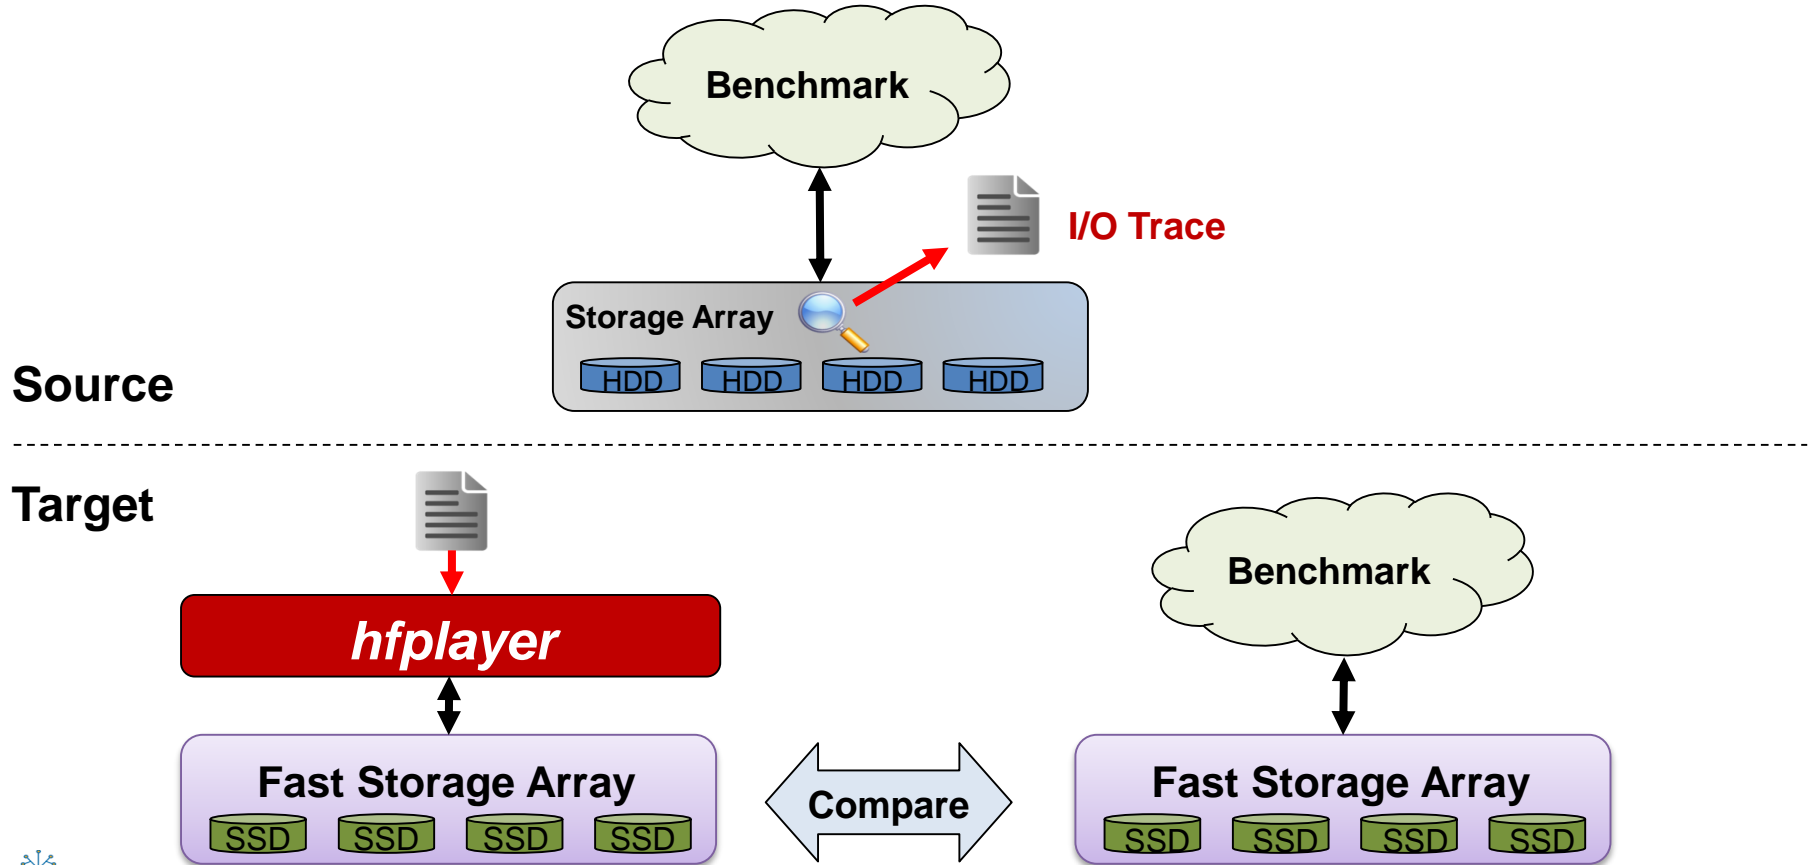 Benchmark
I/O Trace
Storage Array
HDD HDD HDD HDD
Source
Target
Benchmark
hfplayer
Fast Storage Array
SSD SSD SSD SSD
Compare
Fast Storage Array
SSD SSD SSD SSD